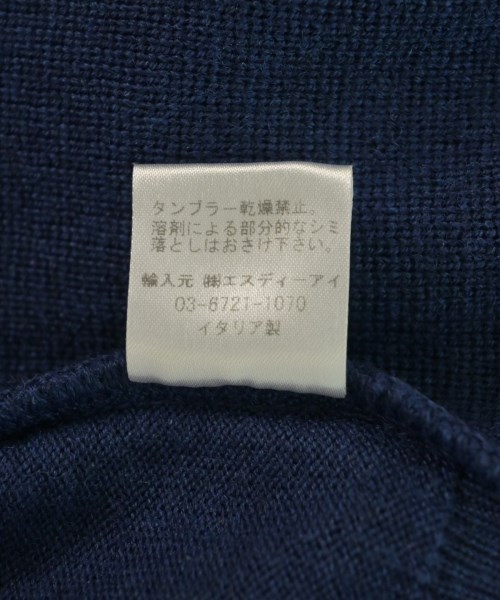 タンブラー乾燥禁止。
溶剤による部分的なシミ
落としはおさけ下さい。
輸入元 ㈱エスディーアイ
03-6721-1070
イタリア製